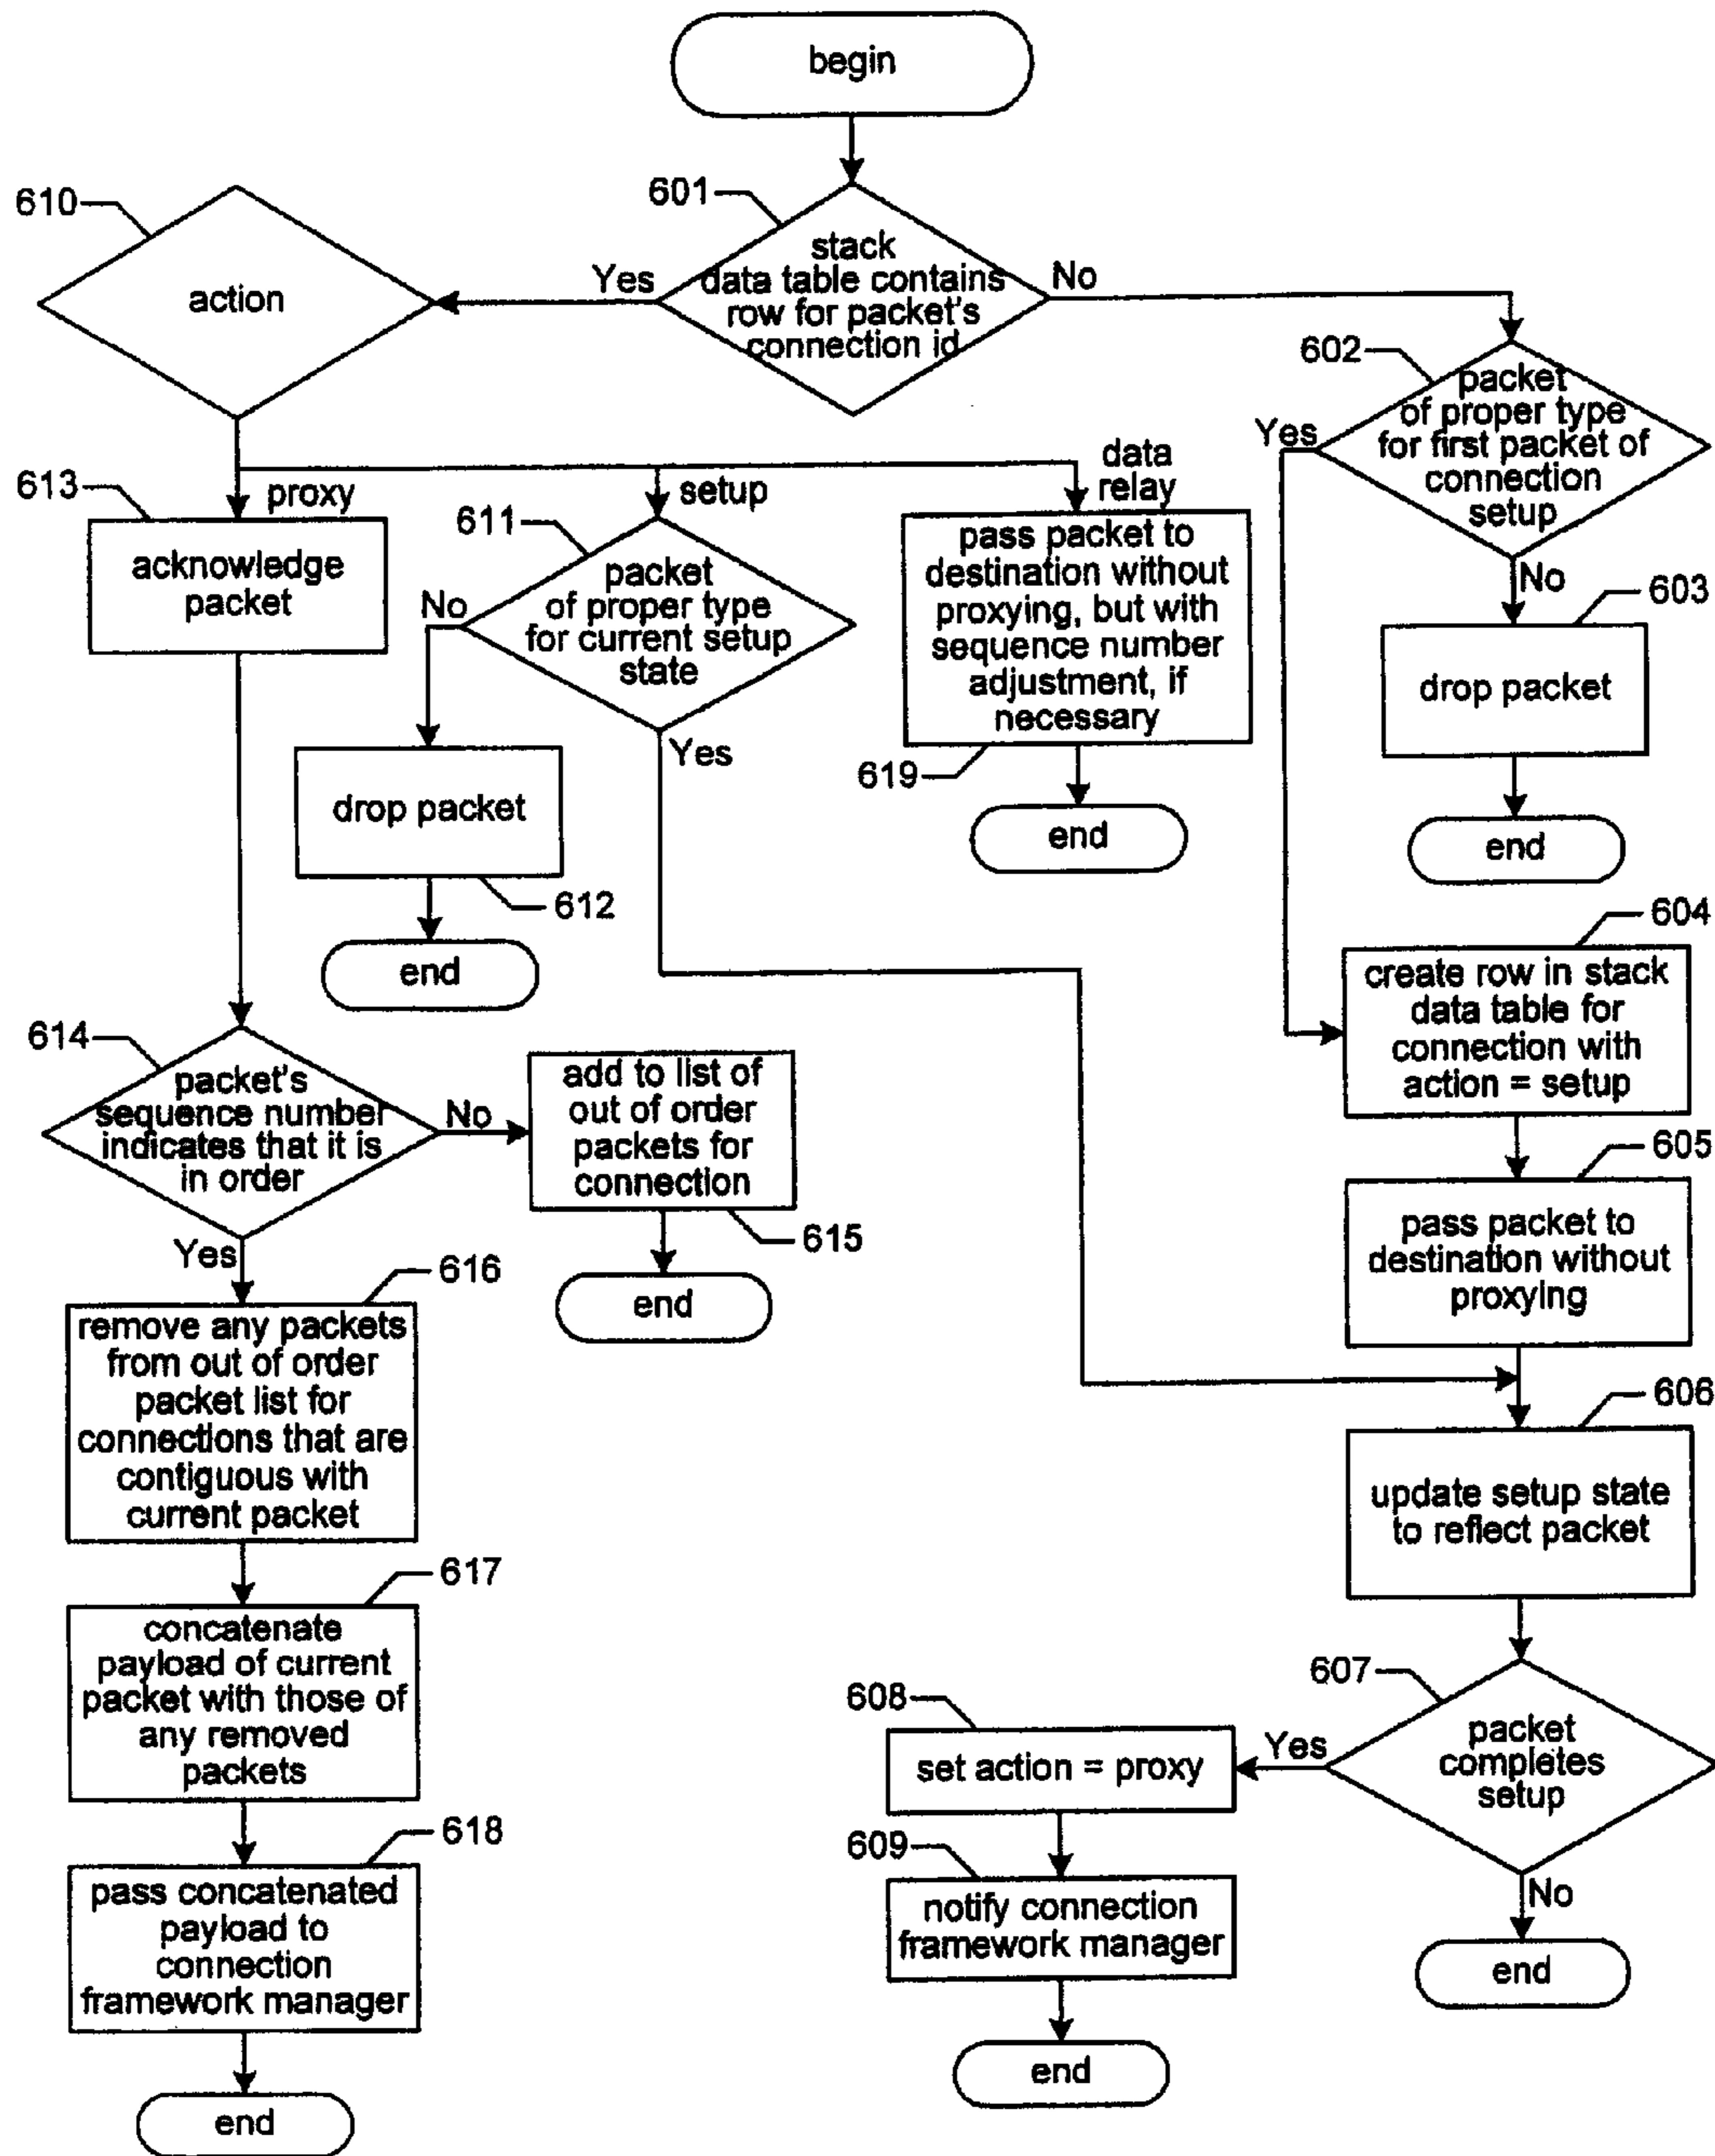 begin
601
stack
data table contains
row for packet's
connection id
Yes
No
610
action
602
packet
of proper type
for first packet of
connection
setup
Yes
No
603
drop packet
end
613
proxy
acknowledge
packet
setup
611
packet
of proper type
for current setup
state
No
Yes
drop packet
612
end
data
relay
pass packet to
destination without
proxying, but with
sequence number
adjustment, if
necessary
619
end
604
create row in stack
data table for
connection with
action = setup
605
pass packet to
destination without
proxying
606
update setup state
to reflect packet
607
packet
completes
setup
Yes
No
end
608
set action = proxy
609
notify connection
framework manager
end
614
packet's
sequence number
indicates that it is
in order
No
Yes
add to list of
out of order
packets for
connection
615
end
616
remove any packets
from out of order
packet list for
connections that are
contiguous with
current packet
617
concatenate
payload of current
packet with those of
any removed
packets
618
pass concatenated
payload to
connection
framework manager
end